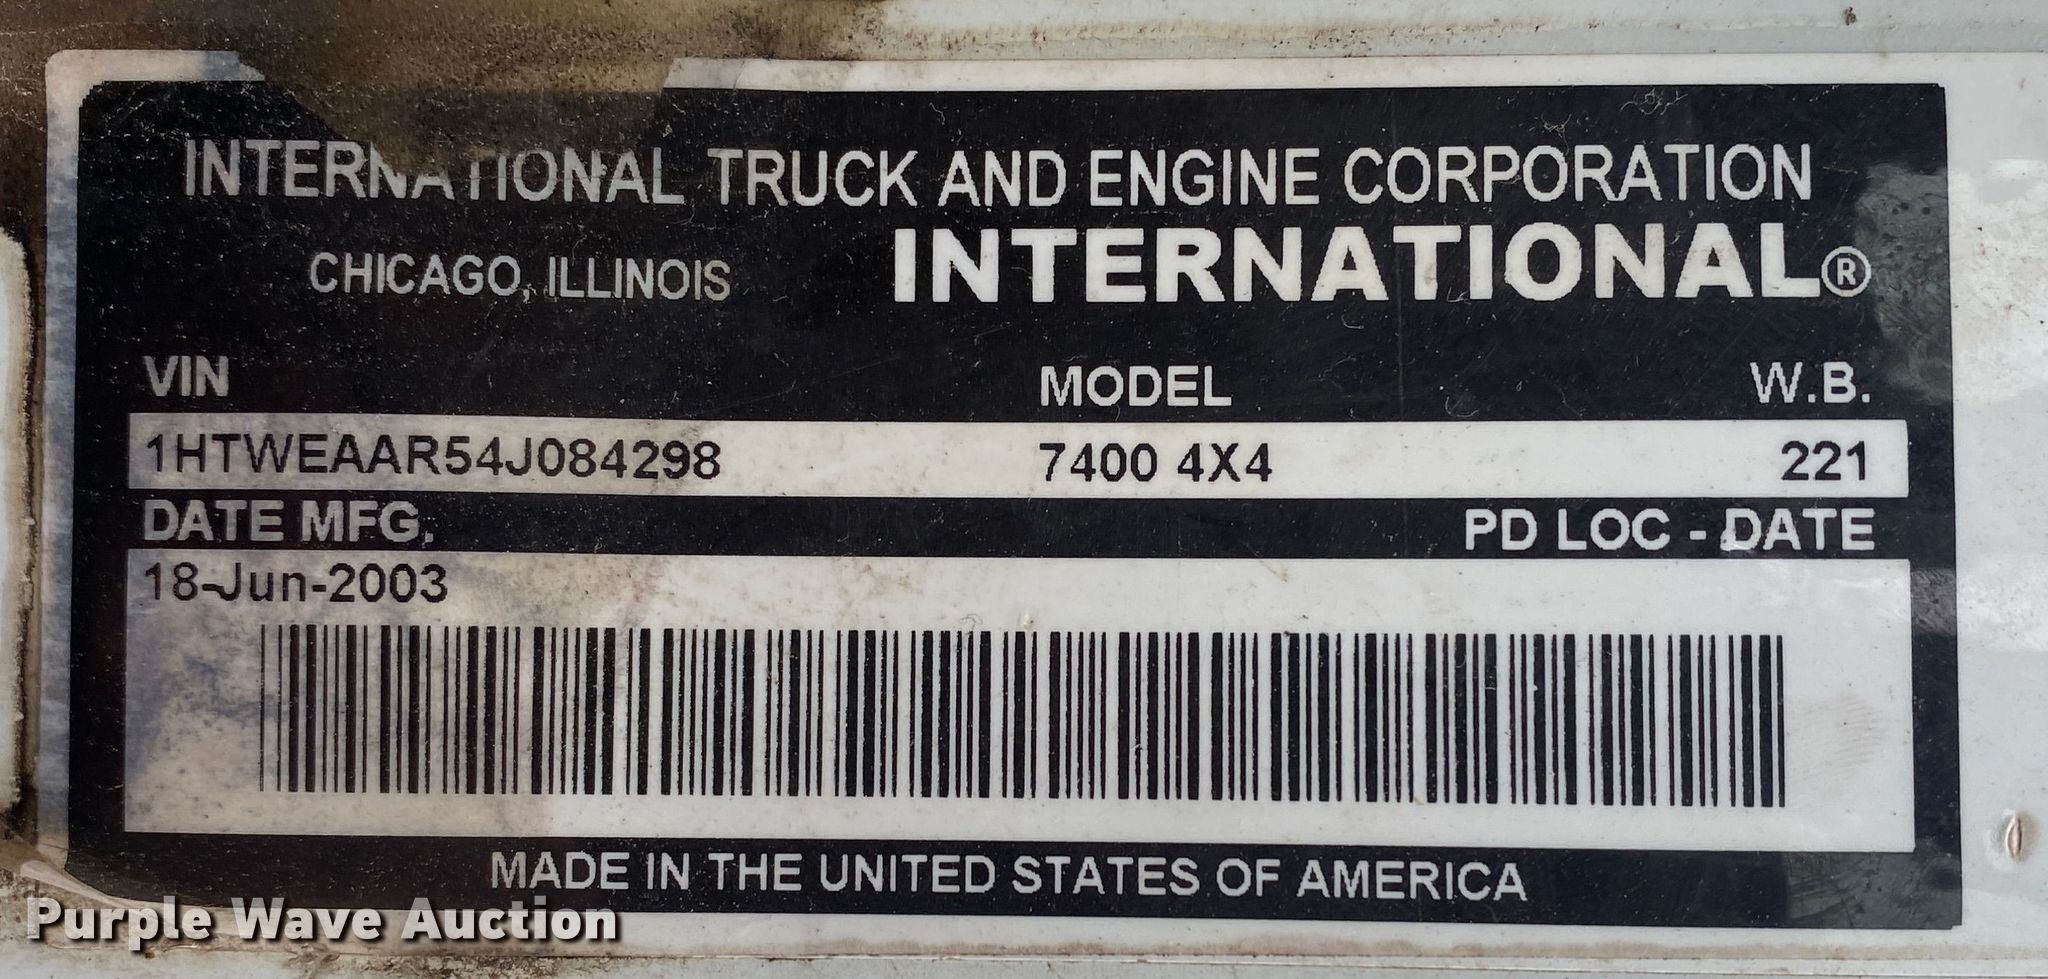 INTERNATIONAL TRUCK AND ENGINE CORPORATION
CHICAGO, ILLINOIS INTERNATIONAL®
VIN MODEL W.B.
1HTWEAAR54J084298 7400 4X4 221
DATE MFG. PD LOC - DATE
18-Jun-2003
MADE IN THE UNITED STATES OF AMERICA
Purple Wave Auction